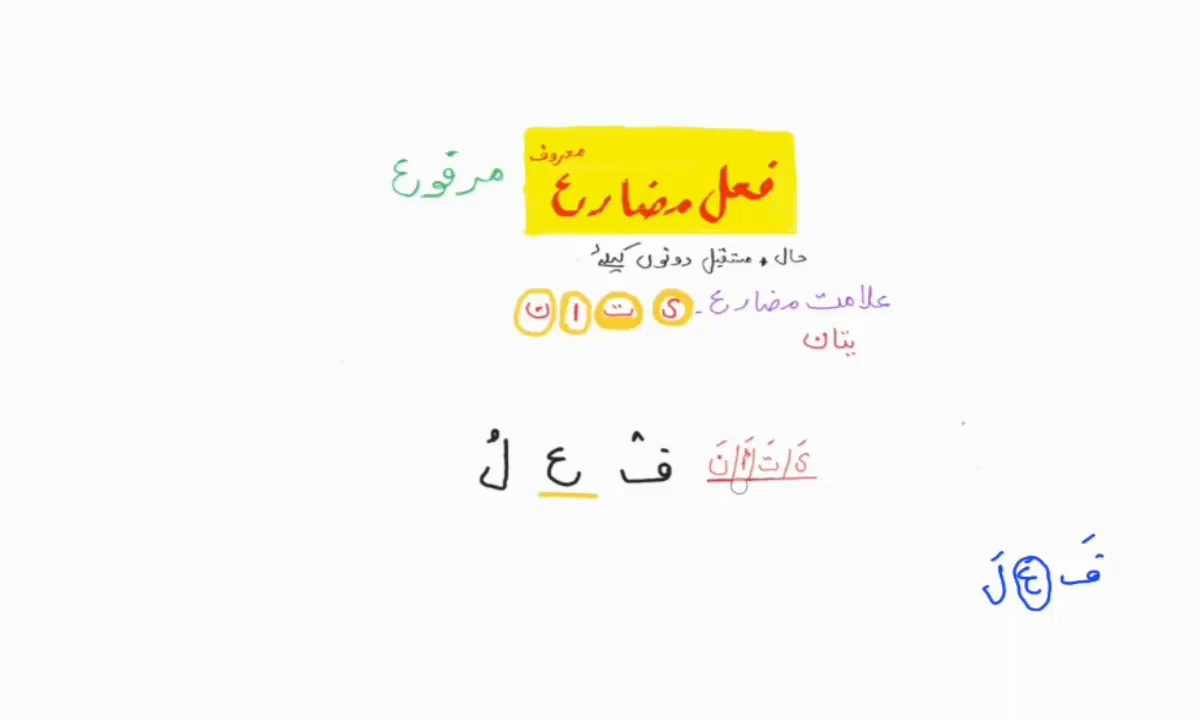 معروف
فعل مضارع مرفوع
حال + مستقبل دونوں کیلئے
علامت مضارع - ی ت ا ن
یتان
یَ/تَ/أَ/نَ فْ ع لُ
فَ عَ لَ